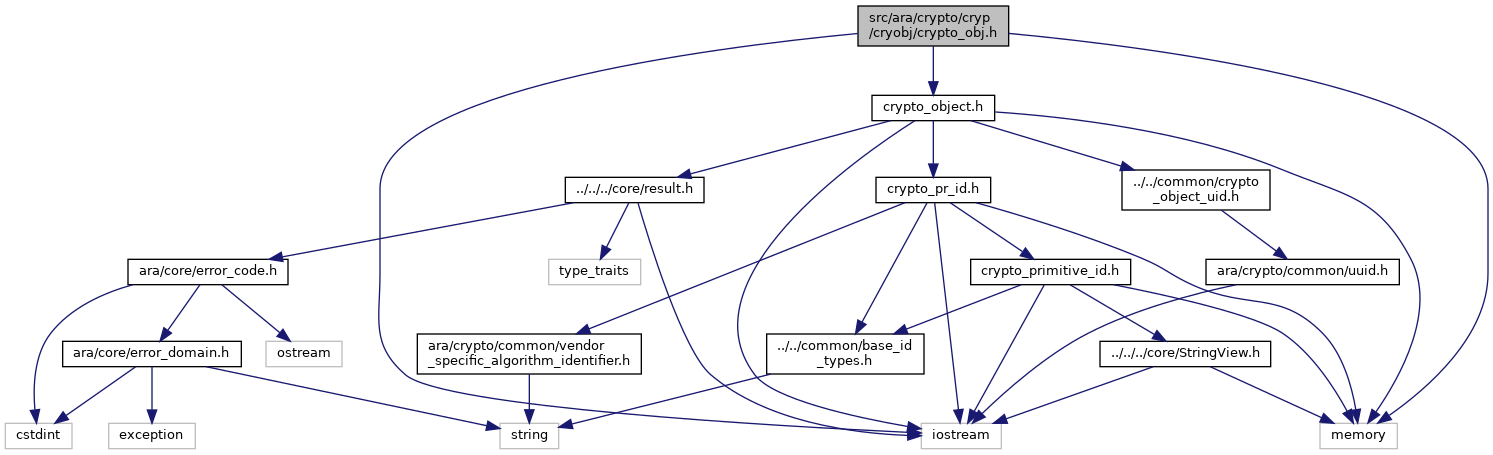 src/ara/crypto/cryp
/cryobj/crypto_obj.h
crypto_object.h
../../../core/result.h
crypto_pr_id.h
../../common/crypto
_object_uid.h
ara/core/error_code.h
type_traits
crypto_primitive_id.h
ara/crypto/common/uuid.h
ara/core/error_domain.h
ostream
ara/crypto/common/vendor
_specific_algorithm_identifier.h
../../common/base_id
_types.h
../../../core/StringView.h
cstdint
exception
string
iostream
memory